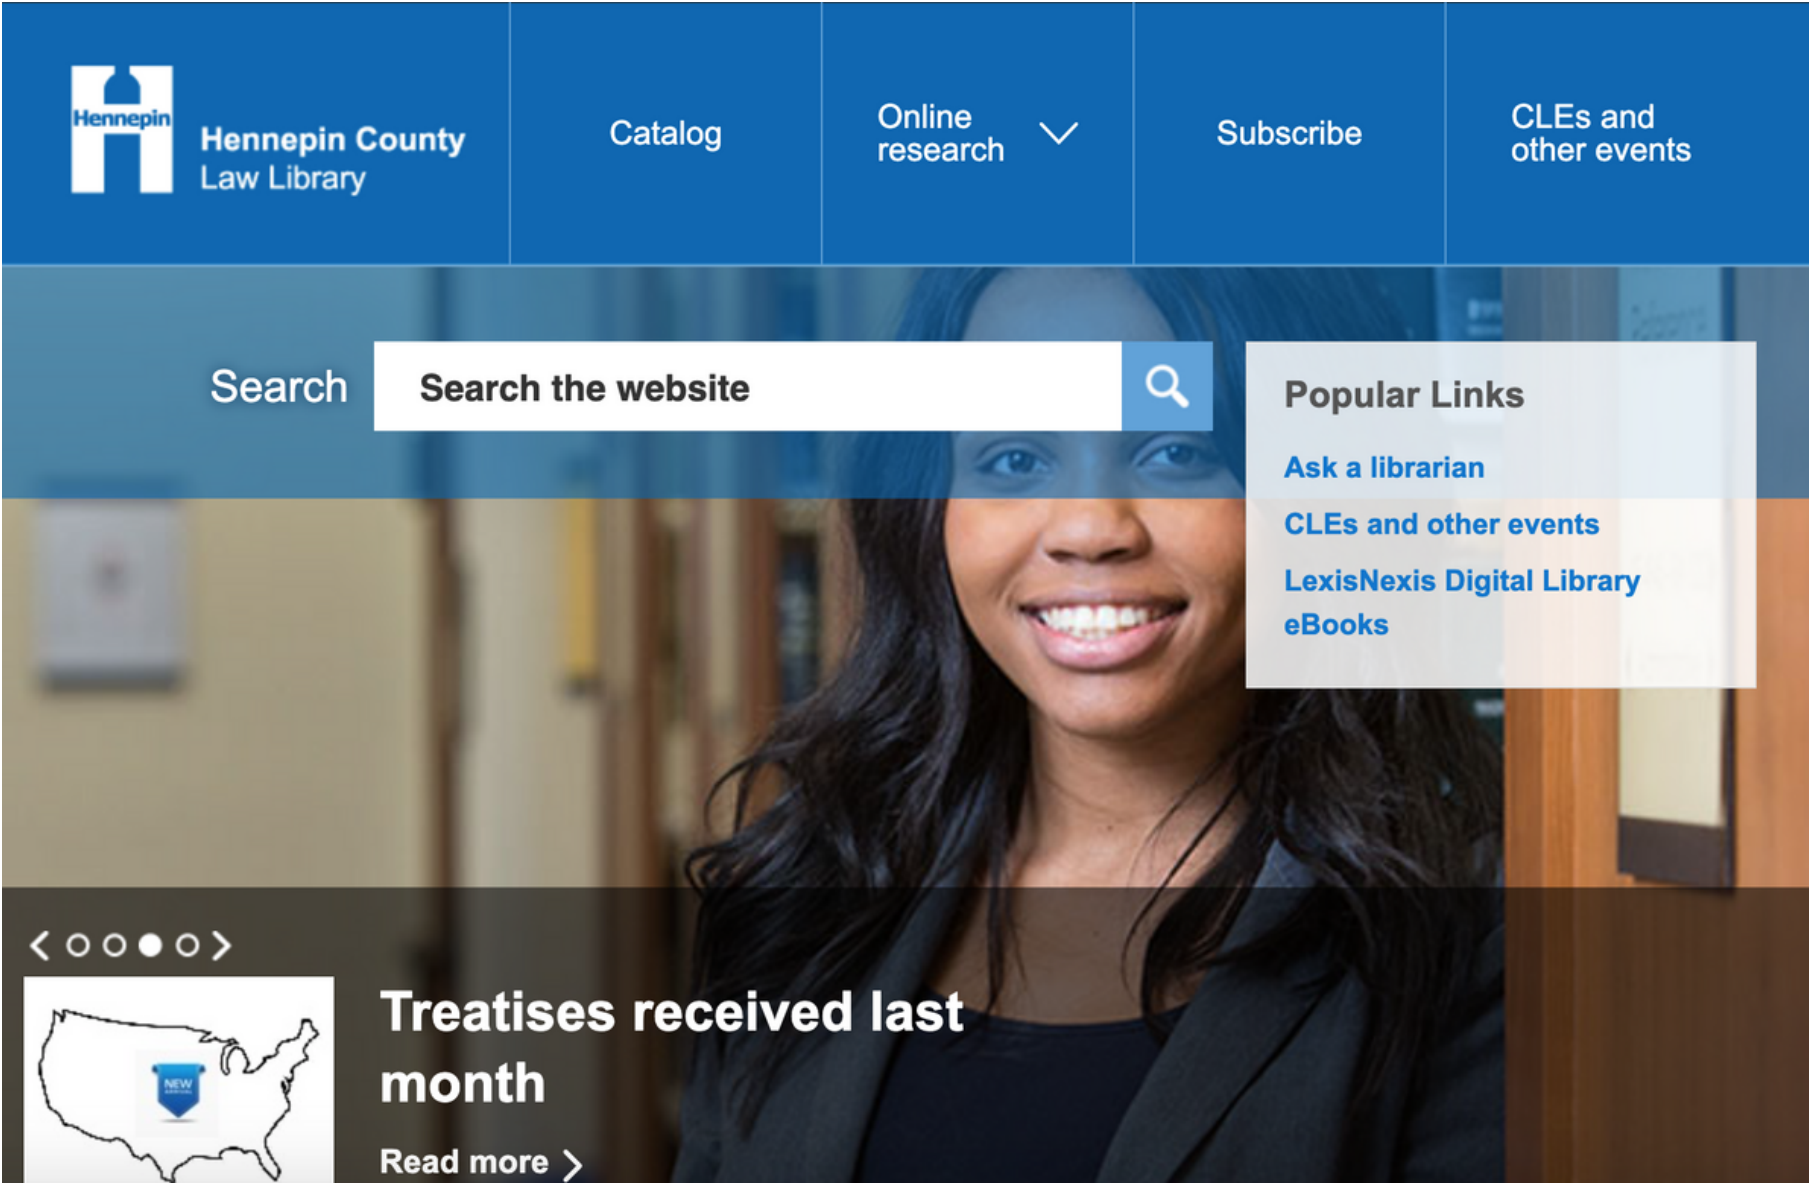 Hennepin
Hennepin County
Law Library
Catalog
Online
research
Subscribe
CLEs and
other events
Search
Search the website
Popular Links
Ask a librarian
CLEs and other events
LexisNexis Digital Library
eBooks
Treatises received last
month
NEW
Read more